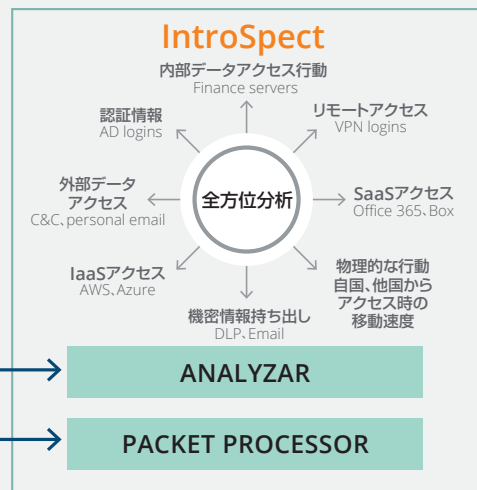 IntroSpect
内部データアクセス行動
Finance servers
認証情報
AD logins
リモートアクセス
VPN logins
外部データ
アクセス
C&C、personal email
全方位分析
SaaSアクセス
Office 365、Box
IaaSアクセス
AWS、Azure
機密情報持ち出し
DLP、Email
物理的な行動
自国、他国から
アクセス時の
移動速度
ANALYZAR
PACKET PROCESSOR